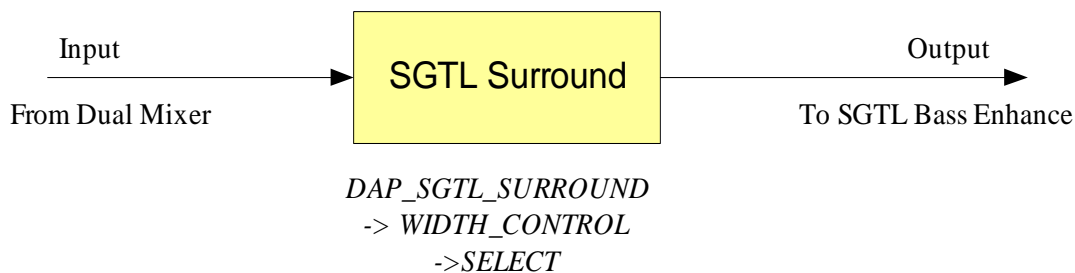 Input
From Dual Mixer
SGTL Surround
Output
To SGTL Bass Enhance
DAP_SGTL_SURROUND
-> WIDTH_CONTROL
->SELECT